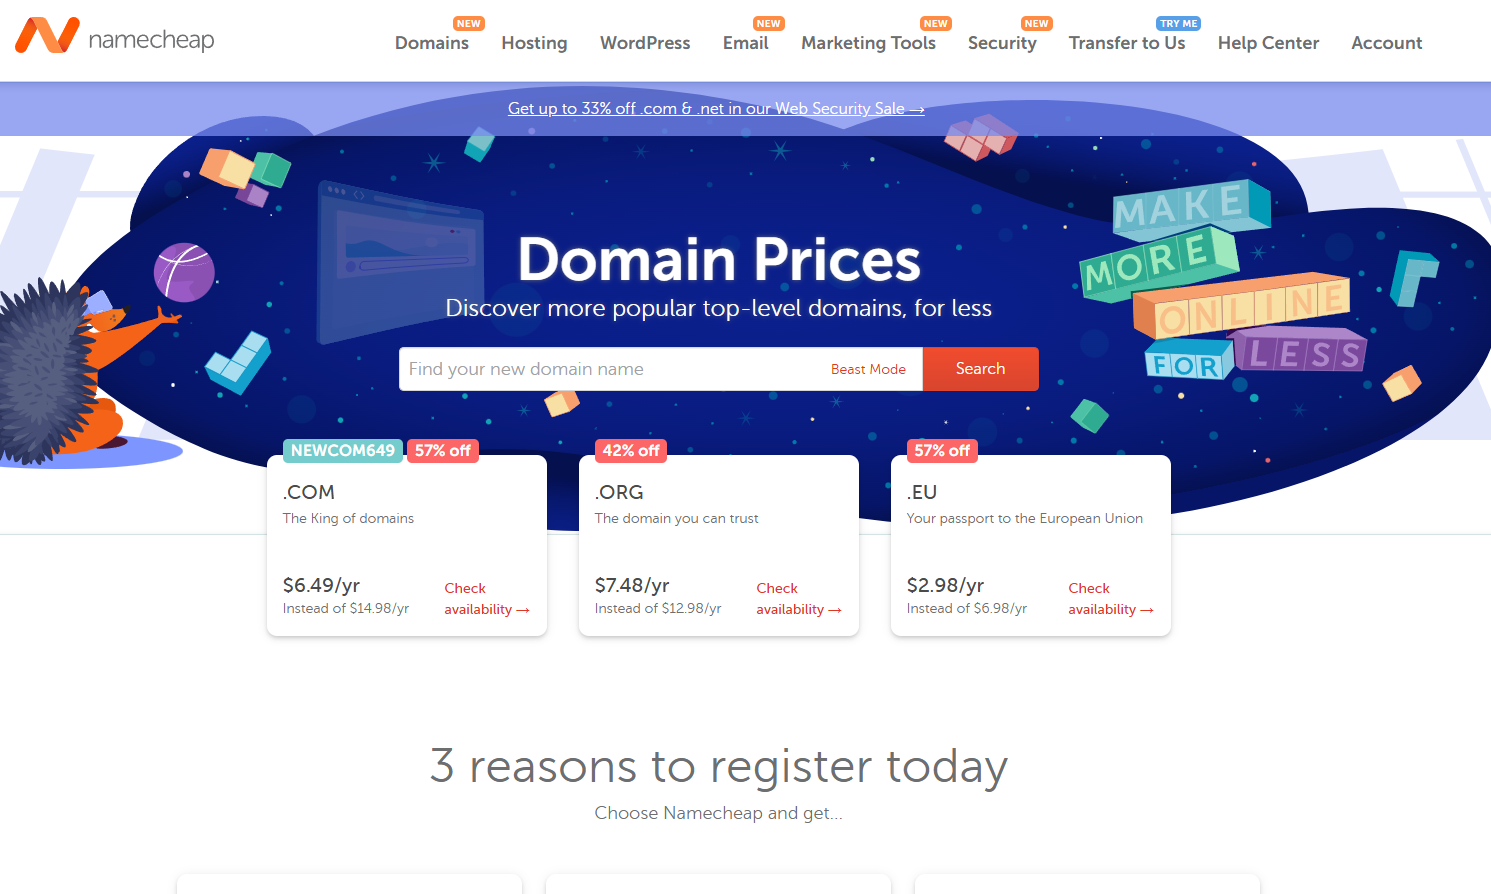 namecheap
NEW
NEW
NEW
NEW
TRY ME
Domains Hosting WordPress Email Marketing Tools Security Transfer to Us Help Center Account
Get up to 33% off .com & .net in our Web Security Sale →
MAKE
MORE
ONLINE
FOR LESS
Domain Prices
Discover more popular top-level domains, for less
Find your new domain name Beast Mode Search
NEWCOM649 57% off
.COM
The King of domains
$6.49/yr
Instead of $14.98/yr
Check
availability →
42% off
.ORG
The domain you can trust
$7.48/yr
Instead of $12.98/yr
Check
availability →
57% off
.EU
Your passport to the European Union
$2.98/yr
Instead of $6.98/yr
Check
availability →
3 reasons to register today
Choose Namecheap and get...